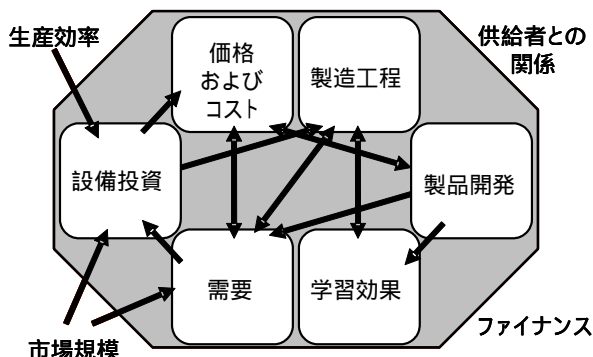 生産効率
価格
および
コスト
製造工程
供給者との
関係
設備投資
製品開発
需要
学習効果
ファイナンス
市場規模